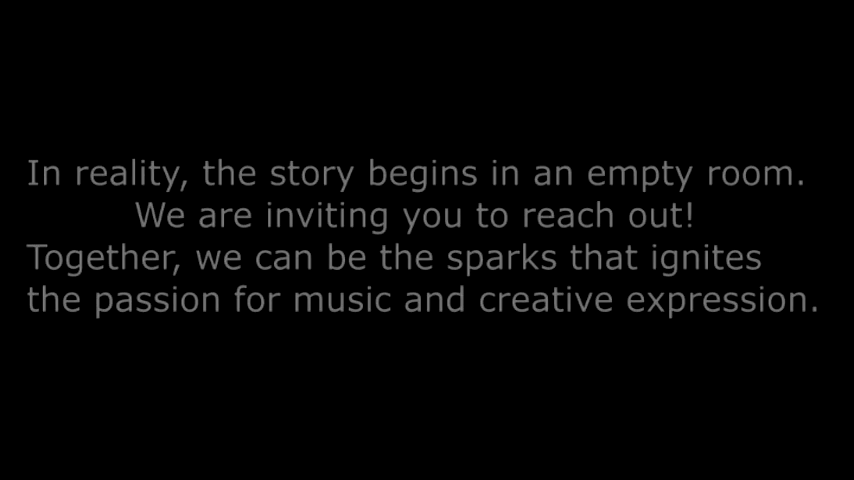 In reality, the story begins in an empty room.
We are inviting you to reach out!
Together, we can be the sparks that ignites
the passion for music and creative expression.